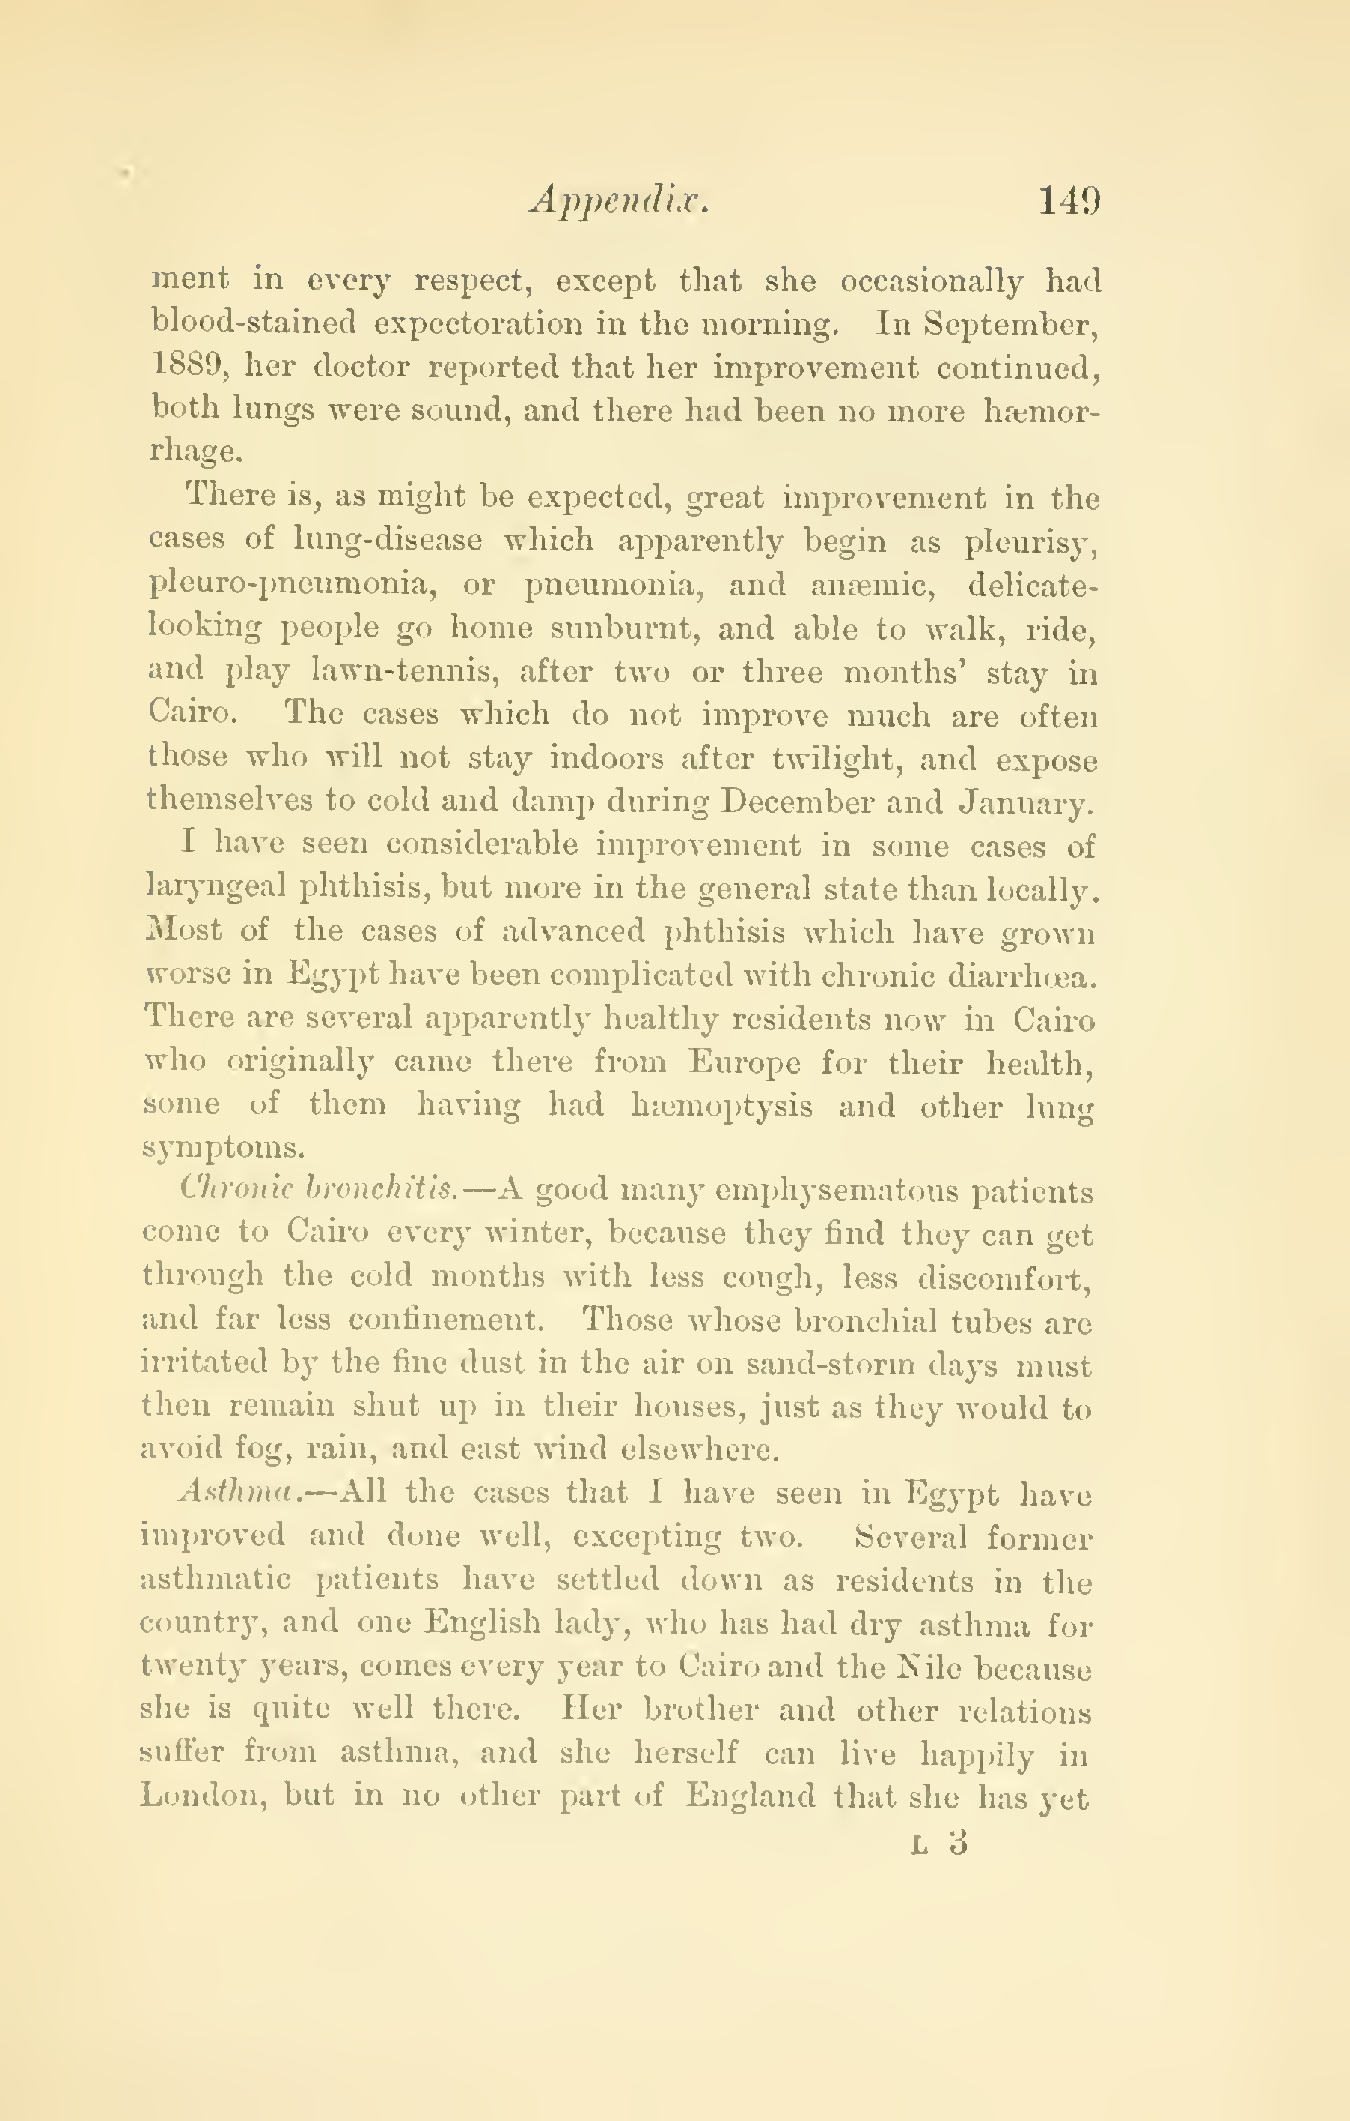 Appendix. 149
ment in every respect, except that she occasionally had
blood-stained expectoration in the morning. In September,
1889, her doctor reported that her improvement continued,
both lungs were sound, and there had been no more hæmor-
rhage.
There is, as might be expected, great improvement in the
cases of lung-disease which apparently begin as pleurisy,
pleuro-pneumonia, or pneumonia, and anæmic, delicate-
looking people go home sunburnt, and able to walk, ride,
and play lawn-tennis, after two or three months' stay in
Cairo. The cases which do not improve much are often
those who will not stay indoors after twilight, and expose
themselves to cold and damp during December and January.
I have seen considerable improvement in some cases of
laryngeal phthisis, but more in the general state than locally.
Most of the cases of advanced phthisis which have grown
worse in Egypt have been complicated with chronic diarrhœa.
There are several apparently healthy residents now in Cairo
who originally came there from Europe for their health,
some of them having had hæmoptysis and other lung
symptoms.
Chronic bronchitis.—A good many emphysematous patients
come to Cairo every winter, because they find they can get
through the cold months with less cough, less discomfort,
and far less confinement. Those whose bronchial tubes are
irritated by the fine dust in the air on sand-storm days must
then remain shut up in their houses, just as they would to
avoid fog, rain, and east wind elsewhere.
Asthma.—All the cases that I have seen in Egypt have
improved and done well, excepting two. Several former
asthmatic patients have settled down as residents in the
country, and one English lady, who has had dry asthma for
twenty years, comes every year to Cairo and the Nile because
she is quite well there. Her brother and other relations
suffer from asthma, and she herself can live happily in
London, but in no other part of England that she has yet
L 3